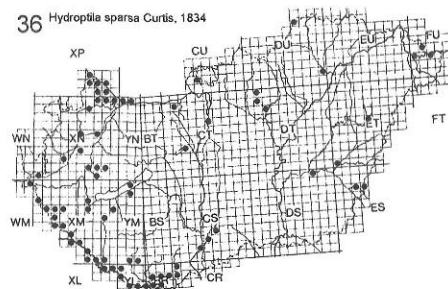 36 Hydroptila sparsa Curtis, 1834
XP CU DU EU FU
WN XN YN BT CT DT ET FT
WM XM YM BS CS DS ES
XL YL CR